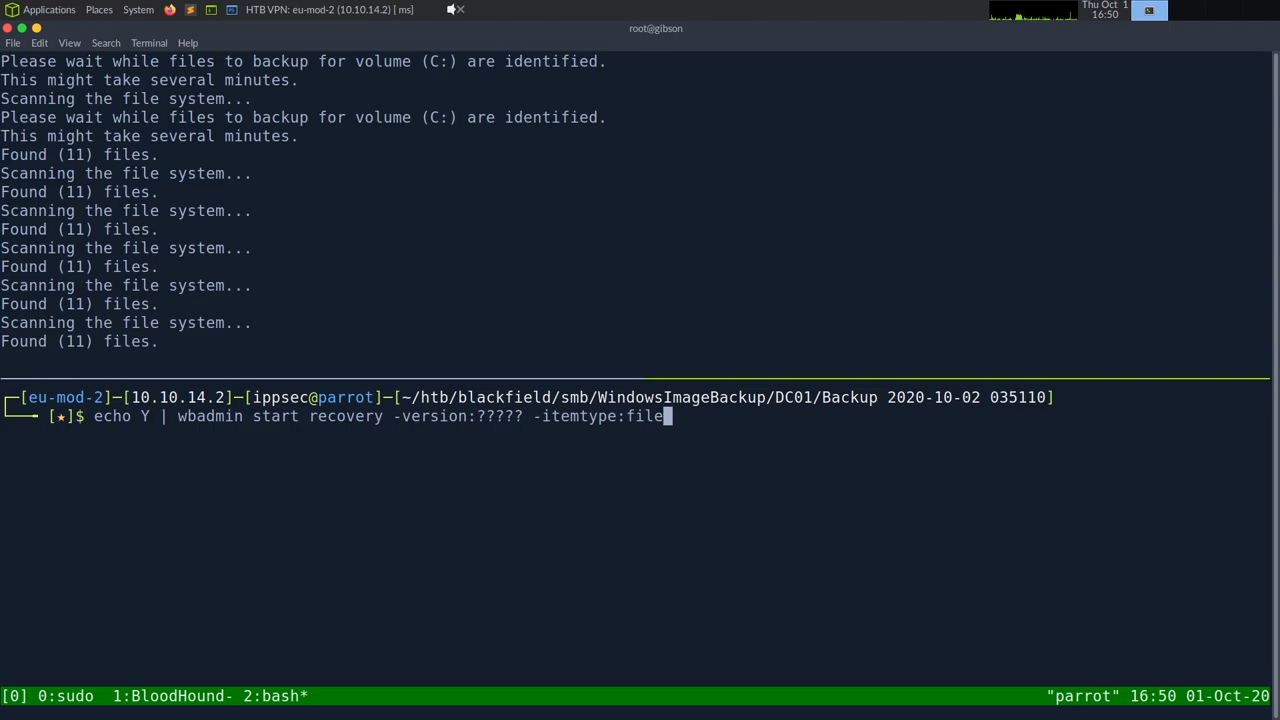 Applications Places System HTB VPN: eu-mod-2 (10.10.14.2) [ ms] Thu Oct 1
16:50
root@gibson
File Edit View Search Terminal Help
Please wait while files to backup for volume (C:) are identified.
This might take several minutes.
Scanning the file system...
Please wait while files to backup for volume (C:) are identified.
This might take several minutes.
Found (11) files.
Scanning the file system...
Found (11) files.
Scanning the file system...
Found (11) files.
Scanning the file system...
Found (11) files.
Scanning the file system...
Found (11) files.
Scanning the file system...
Found (11) files.
[eu-mod-2]─[10.10.14.2]─[ippsec@parrot]─[~/htb/blackfield/smb/WindowsImageBackup/DC01/Backup 2020-10-02 035110]
[★]$ echo Y | wbadmin start recovery -version:????? -itemtype:file
[0] 0:sudo 1:BloodHound- 2:bash* "parrot" 16:50 01-Oct-20